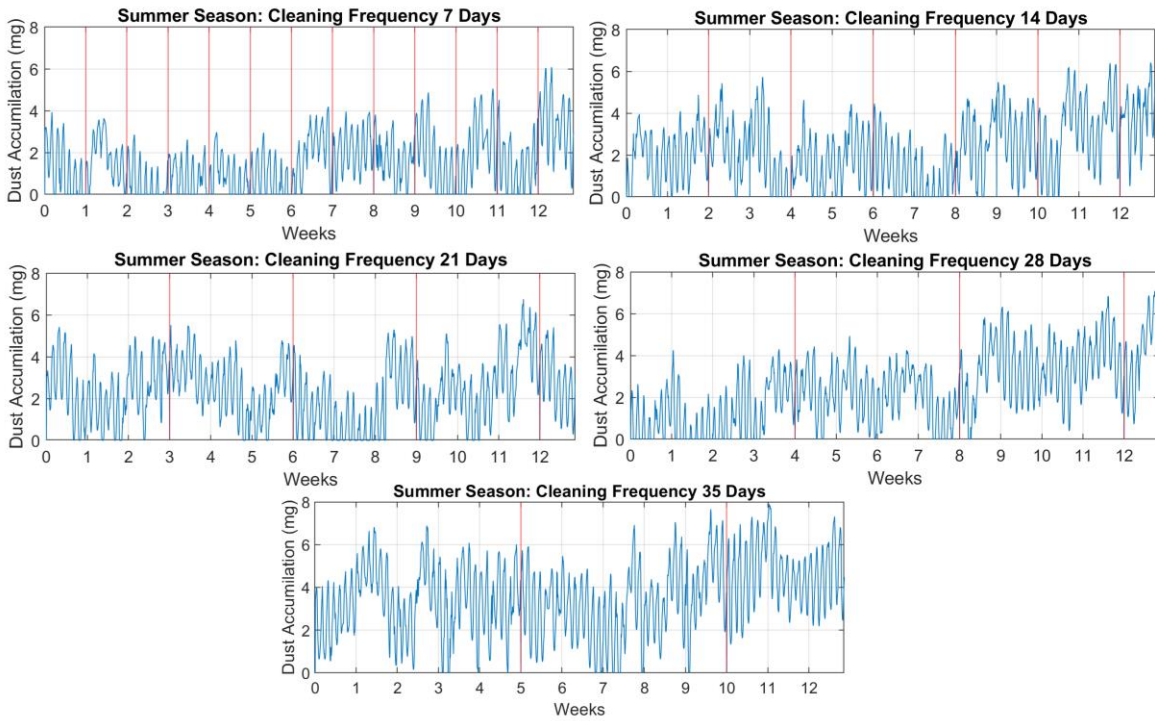 Summer Season: Cleaning Frequency 7 Days
Dust Accumilation (mg)
8
6
4
2
0
0 1 2 3 4 5 6 7 8 9 10 11 12
Weeks
Summer Season: Cleaning Frequency 14 Days
Dust Accumilation (mg)
8
6
4
2
0
0 1 2 3 4 5 6 7 8 9 10 11 12
Weeks
Summer Season: Cleaning Frequency 21 Days
Dust Accumilation (mg)
8
6
4
2
0
0 1 2 3 4 5 6 7 8 9 10 11 12
Weeks
Summer Season: Cleaning Frequency 28 Days
Dust Accumilation (mg)
8
6
4
2
0
0 1 2 3 4 5 6 7 8 9 10 11 12
Weeks
Summer Season: Cleaning Frequency 35 Days
Dust Accumilation (mg)
8
6
4
2
0
0 1 2 3 4 5 6 7 8 9 10 11 12
Weeks